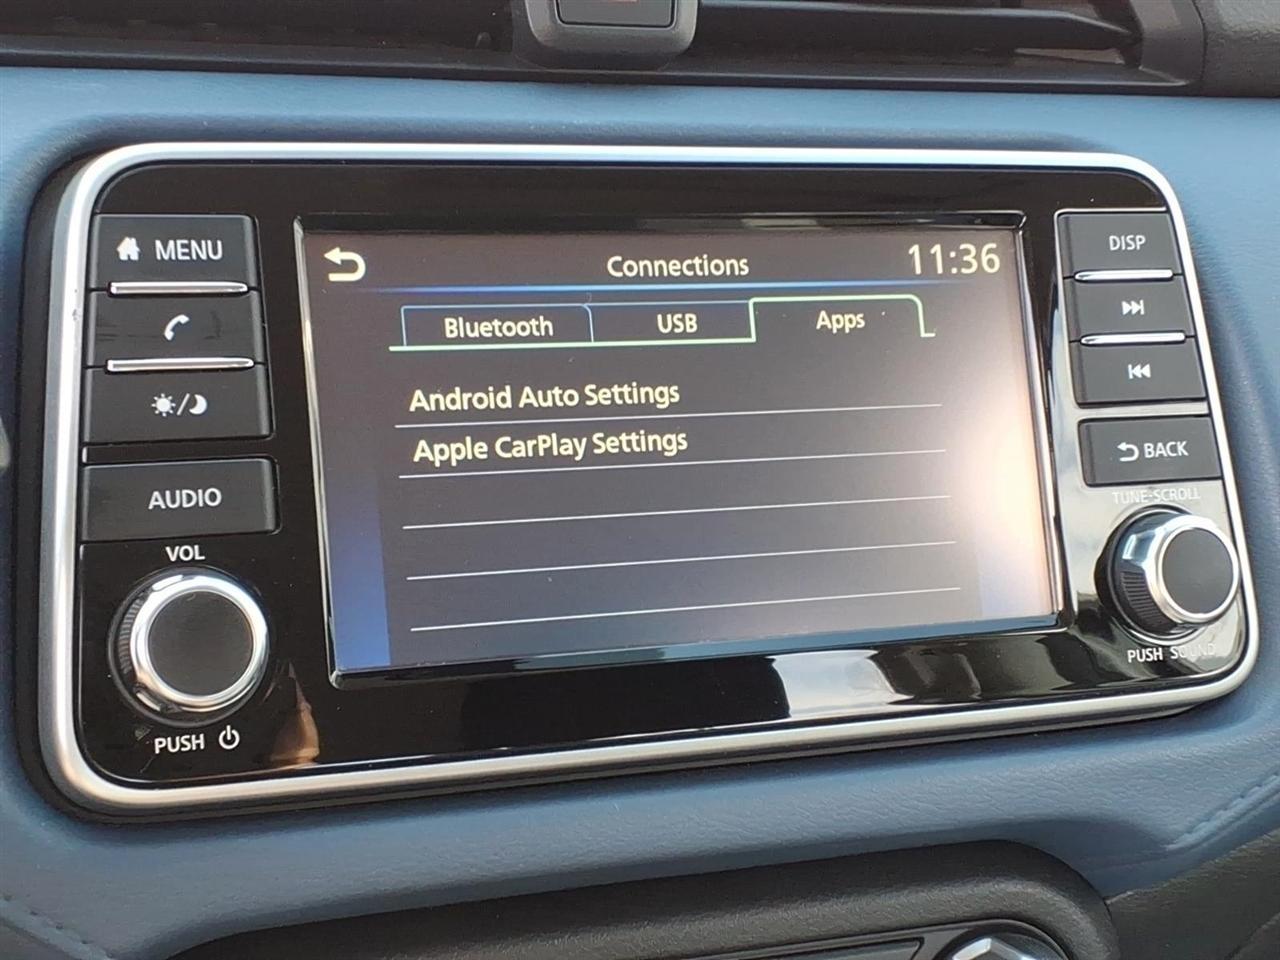 MENU
AUDIO
VOL
PUSH
Connections
11:36
Bluetooth
USB
Apps
Android Auto Settings
Apple CarPlay Settings
DISP
BACK
TUNE·SCROLL
PUSH SOUND